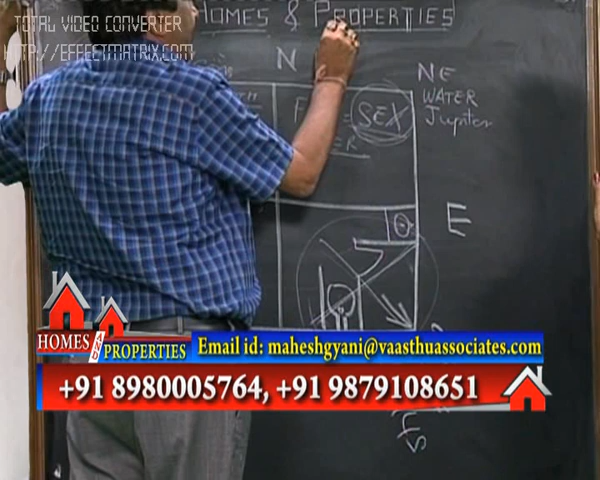 HOMES & PROPERTIES
TOTAL VIDEO CONVERTER
HTTP://EFFECTMATRIX.COM
N
NE
WATER
Jupiter
SEX
E
HOMES
AND
PROPERTIES
Email id: maheshgyani@vaasthuassociates.com
+91 8980005764, +91 9879108651